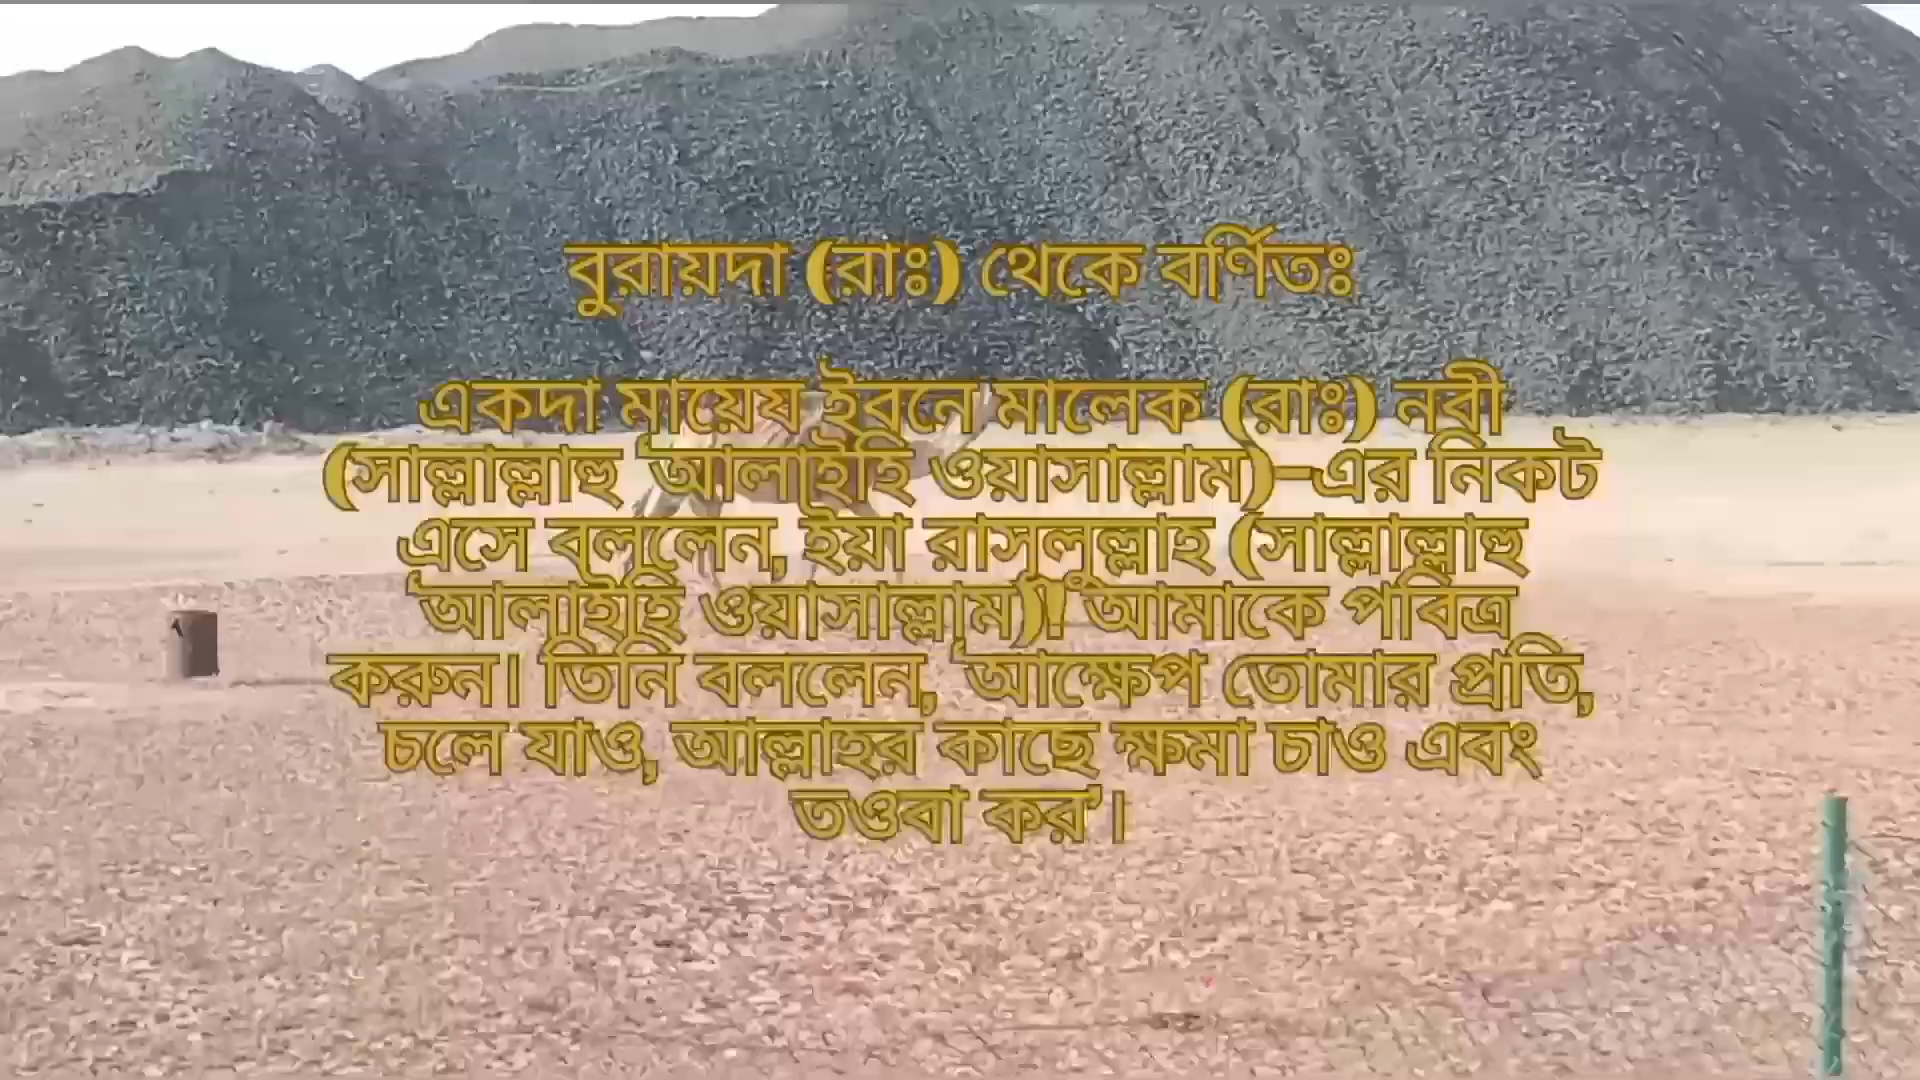 বুরায়দা (রাঃ) থেকে বর্ণিতঃ
একদা মায়েয ইবনে মালেক (রাঃ) নবী
(সাল্লাল্লাহু ‘আলাইহি ওয়াসাল্লাম)-এর নিকট
এসে বললেন, ইয়া রাসূলুল্লাহ (সাল্লাল্লাহু
‘আলাইহি ওয়াসাল্লাম)! আমাকে পবিত্র
করুন। তিনি বললেন, ‘আক্ষেপ তোমার প্রতি,
চলে যাও, আল্লাহর কাছে ক্ষমা চাও এবং
তওবা কর’।